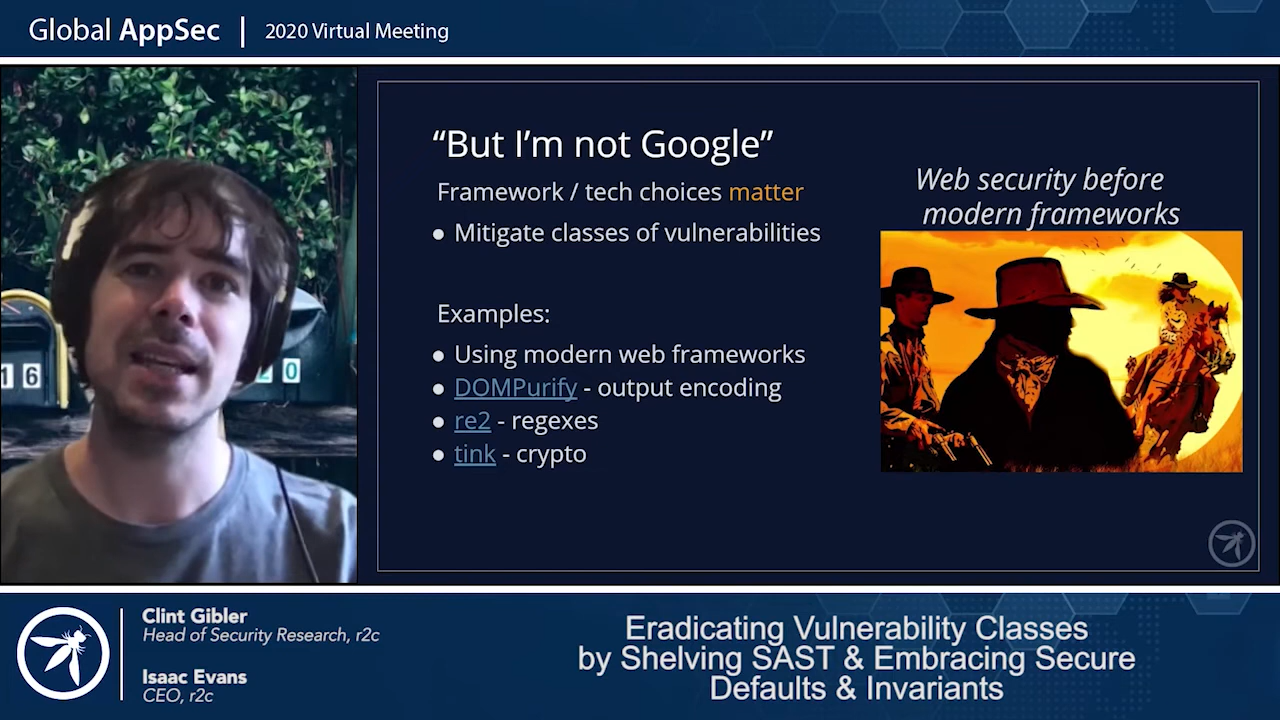 Global AppSec | 2020 Virtual Meeting
“But I’m not Google”
Framework / tech choices matter
● Mitigate classes of vulnerabilities
Examples:
● Using modern web frameworks
● DOMPurify - output encoding
● re2 - regexes
● tink - crypto
Web security before
modern frameworks
16
20
Clint Gibler
Head of Security Research, r2c
Isaac Evans
CEO, r2c
Eradicating Vulnerability Classes
by Shelving SAST & Embracing Secure
Defaults & Invariants